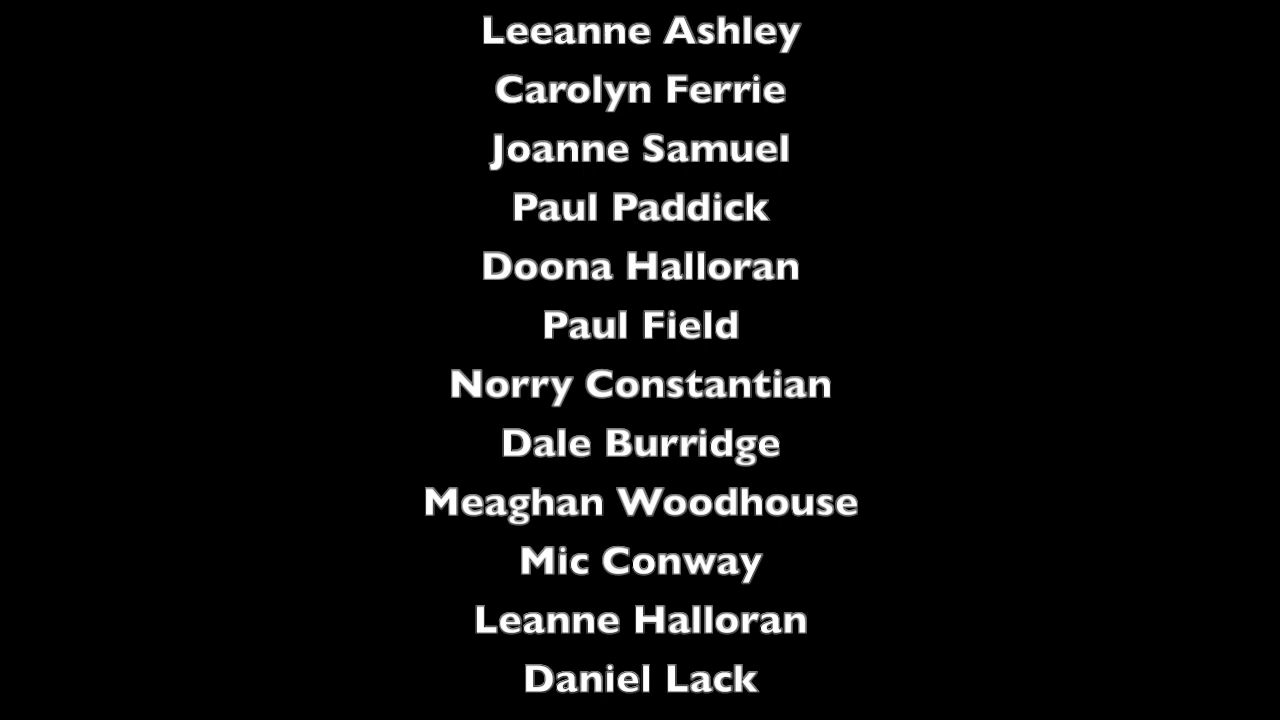 Leeanne Ashley
Carolyn Ferrie
Joanne Samuel
Paul Paddick
Doona Halloran
Paul Field
Norry Constantian
Dale Burridge
Meaghan Woodhouse
Mic Conway
Leanne Halloran
Daniel Lack